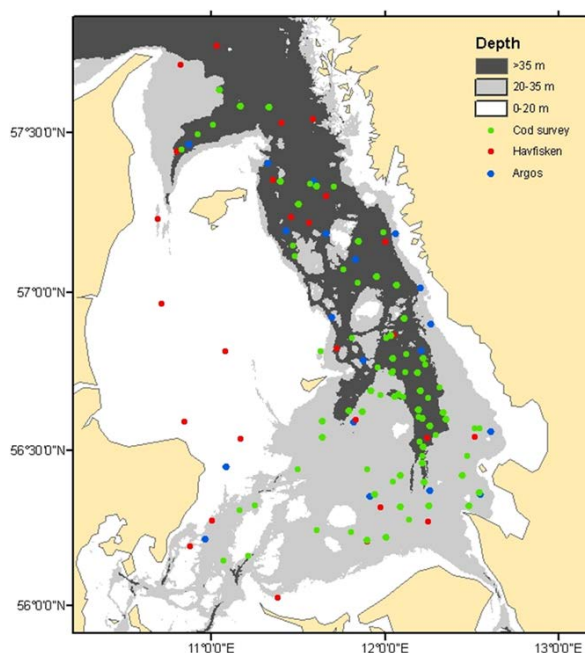 Depth
>35 m
20-35 m
0-20 m
Cod survey
Havfisken
Argos
57°30'0"N
57°0'0"N
56°30'0"N
56°0'0"N
11°0'0"E
12°0'0"E
13°0'0"E